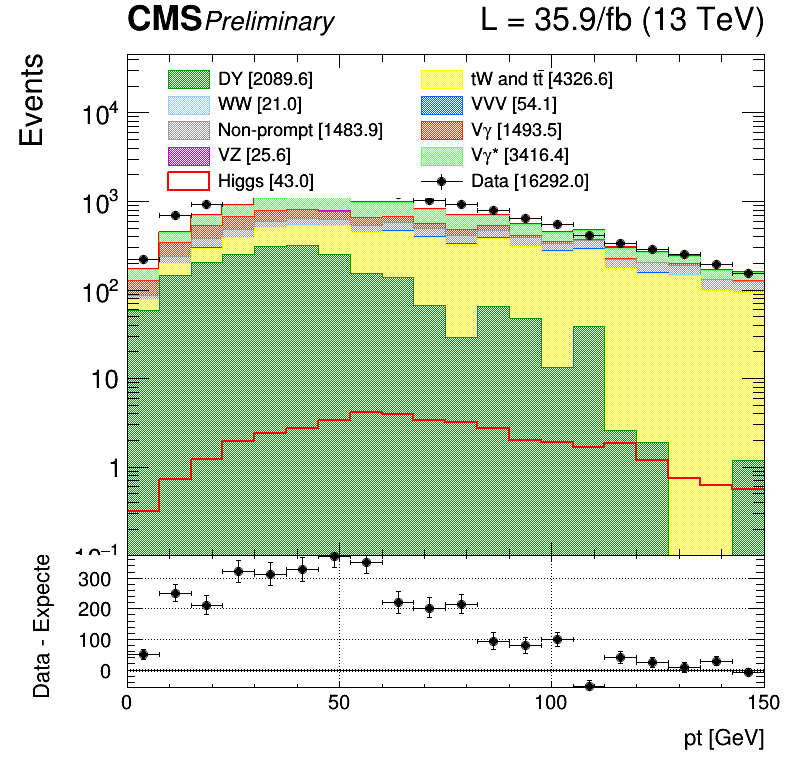 CMS Preliminary L = 35.9/fb (13 TeV)
Events
DY [2089.6] tW and tt̄ [4326.6]
WW [21.0] VVV [54.1]
Non-prompt [1483.9] Vγ [1493.5]
VZ [25.6] Vγ* [3416.4]
Higgs [43.0] Data [16292.0]
10⁴
10³
10²
10
1
10⁻¹
Data - Expecte
300
200
100
0
0 50 100 150
pt [GeV]